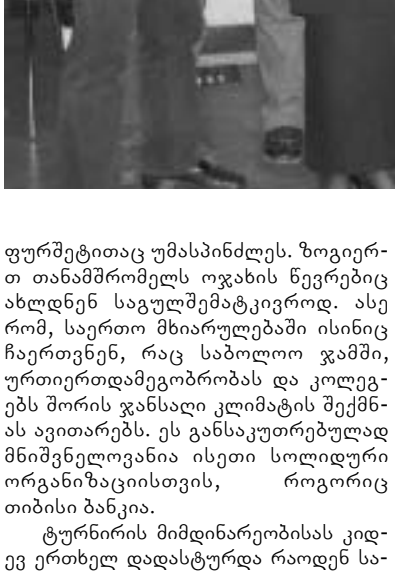 ფურშეტითაც უმასპინძლეს. ზოგიერ-
თ თანამშრომელს ოჯახის წევრებიც
ახლდნენ საგულშემატკივროდ. ასე
რომ, საერთო მხიარულებაში ისინიც
ჩაერთვნენ, რაც საბოლოო ჯამში,
ურთიერთდამეგობრობას და კოლეგ-
ებს შორის ჯანსაღი კლიმატის შექმნ-
ას ავითარებს. ეს განსაკუთრებულად
მნიშვნელოვანია ისეთი სოლიდური
ორგანიზაციისთვის, როგორიც
თიბისი ბანკია.
ტურნირის მიმდინარეობისას კიდ-
ევ ერთხელ დადასტურდა რაოდენ სა-